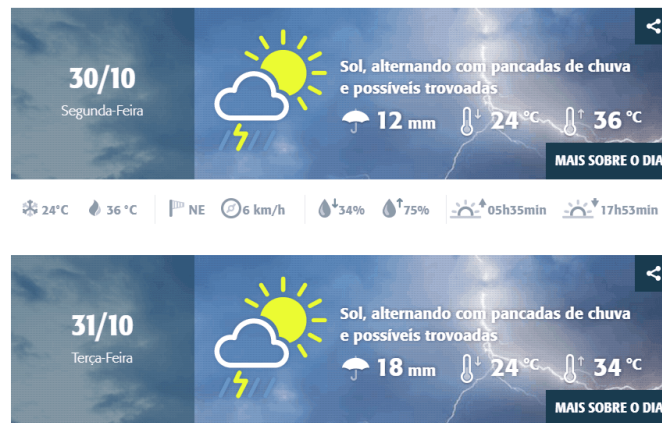 30/10
Segunda-Feira
Sol, alternando com pancadas de chuva
e possíveis trovoadas
12 mm 24 °C 36 °C
MAIS SOBRE O DIA
24°C 36 °C NE 6 km/h 34% 75% 05h35min 17h53min
31/10
Terça-Feira
Sol, alternando com pancadas de chuva
e possíveis trovoadas
18 mm 24 °C 34 °C
MAIS SOBRE O DIA